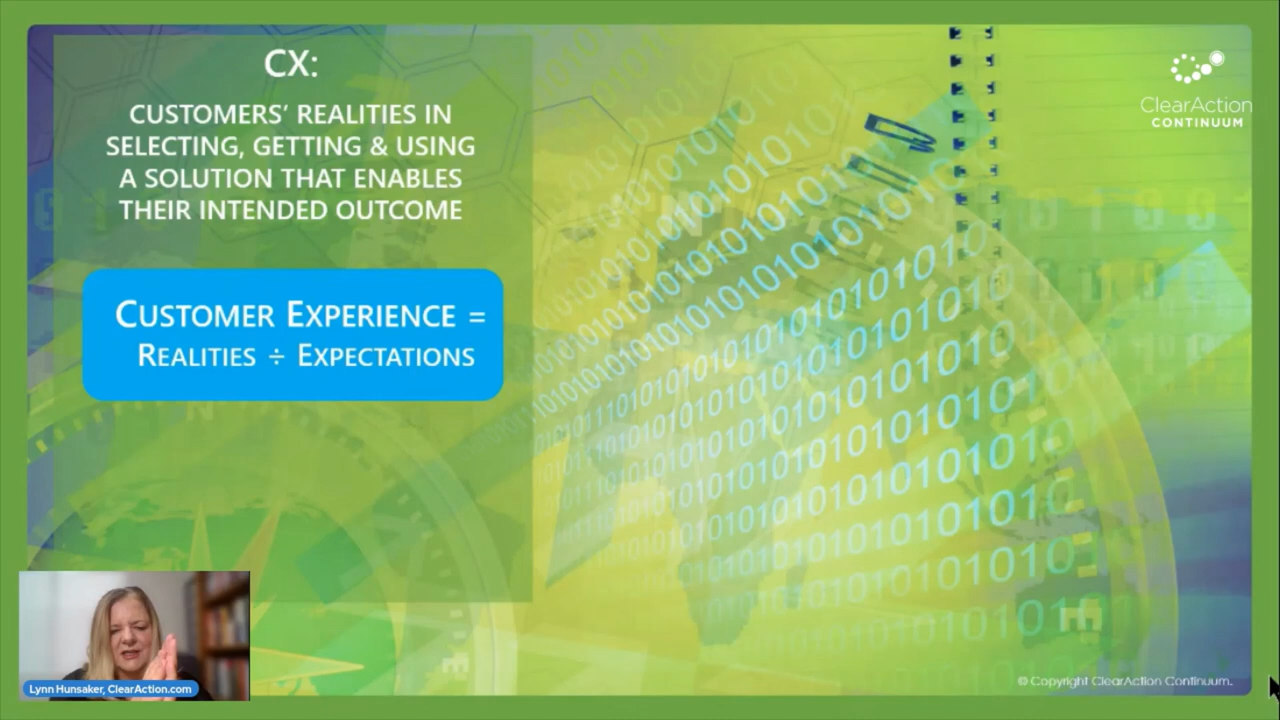 CX:
CUSTOMERS' REALITIES IN
SELECTING, GETTING & USING
A SOLUTION THAT ENABLES
THEIR INTENDED OUTCOME
CUSTOMER EXPERIENCE =
REALITIES ÷ EXPECTATIONS
ClearAction
CONTINUUM™
Lynn Hunsaker, ClearAction.com
© Copyright ClearAction Continuum.